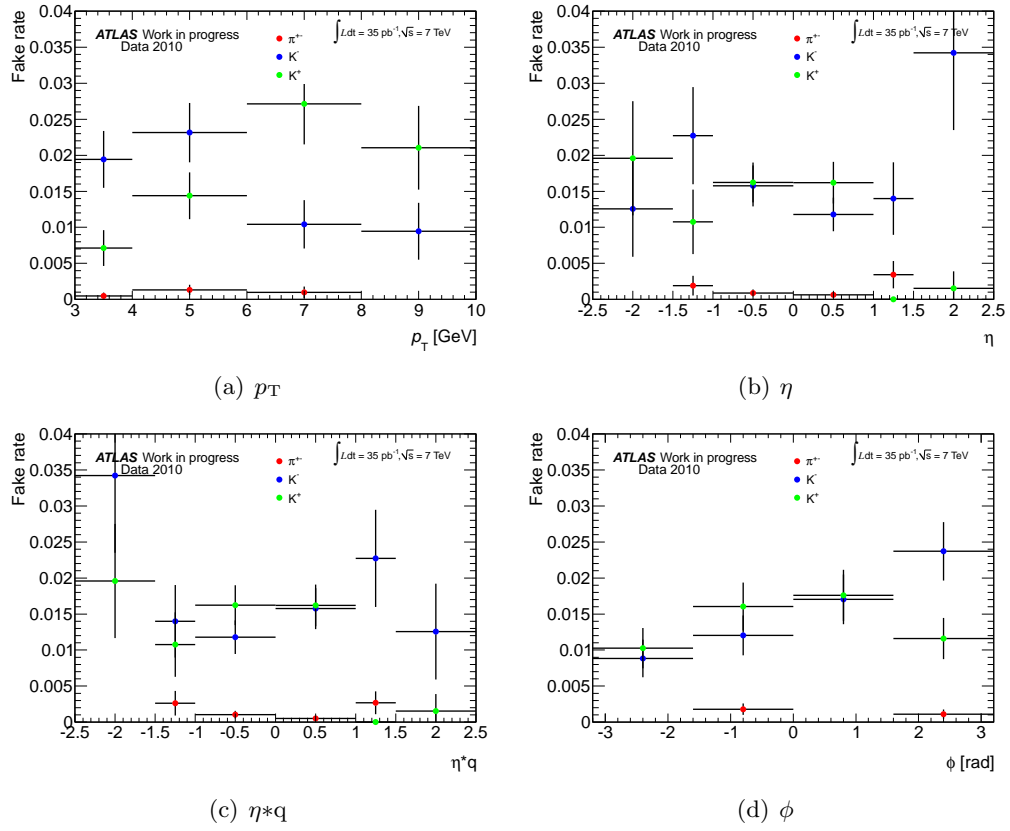 Fake rate
0.04
0.035
0.03
0.025
0.02
0.015
0.01
0.005
0
ATLAS Work in progress
Data 2010
∫ Ldt = 35 pb⁻¹,√s = 7 TeV
π⁺⁻
K⁻
K⁺
3 4 5 6 7 8 9 10
p_T [GeV]
(a) p_T
Fake rate
0.04
0.035
0.03
0.025
0.02
0.015
0.01
0.005
0
ATLAS Work in progress
Data 2010
∫ Ldt = 35 pb⁻¹,√s = 7 TeV
π⁺⁻
K⁻
K⁺
-2.5 -2 -1.5 -1 -0.5 0 0.5 1 1.5 2 2.5
η
(b) η
Fake rate
0.04
0.035
0.03
0.025
0.02
0.015
0.01
0.005
0
ATLAS Work in progress
Data 2010
∫ Ldt = 35 pb⁻¹,√s = 7 TeV
π⁺⁻
K⁻
K⁺
-2.5 -2 -1.5 -1 -0.5 0 0.5 1 1.5 2 2.5
η*q
(c) η*q
Fake rate
0.04
0.035
0.03
0.025
0.02
0.015
0.01
0.005
0
ATLAS Work in progress
Data 2010
∫ Ldt = 35 pb⁻¹,√s = 7 TeV
π⁺⁻
K⁻
K⁺
-3 -2 -1 0 1 2 3
ϕ [rad]
(d) ϕ